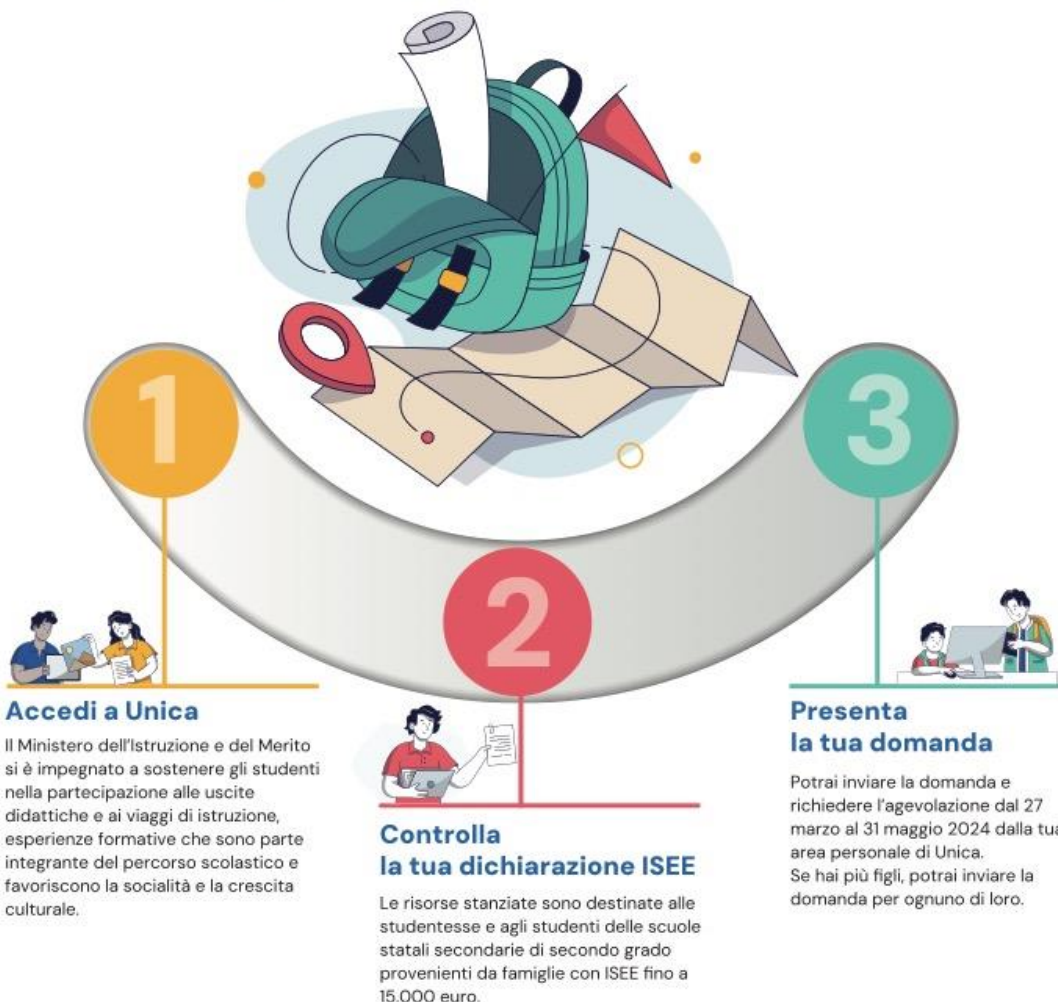 1
Accedi a Unica
Il Ministero dell'Istruzione e del Merito
si è impegnato a sostenere gli studenti
nella partecipazione alle uscite
didattiche e ai viaggi di istruzione,
esperienze formative che sono parte
integrante del percorso scolastico e
favoriscono la socialità e la crescita
culturale.
2
Controlla
la tua dichiarazione ISEE
Le risorse stanziate sono destinate alle
studentesse e agli studenti delle scuole
statali secondarie di secondo grado
provenienti da famiglie con ISEE fino a
15.000 euro.
3
Presenta
la tua domanda
Potrai inviare la domanda e
richiedere l'agevolazione dal 27
marzo al 31 maggio 2024 dalla tua
area personale di Unica.
Se hai più figli, potrai inviare la
domanda per ognuno di loro.